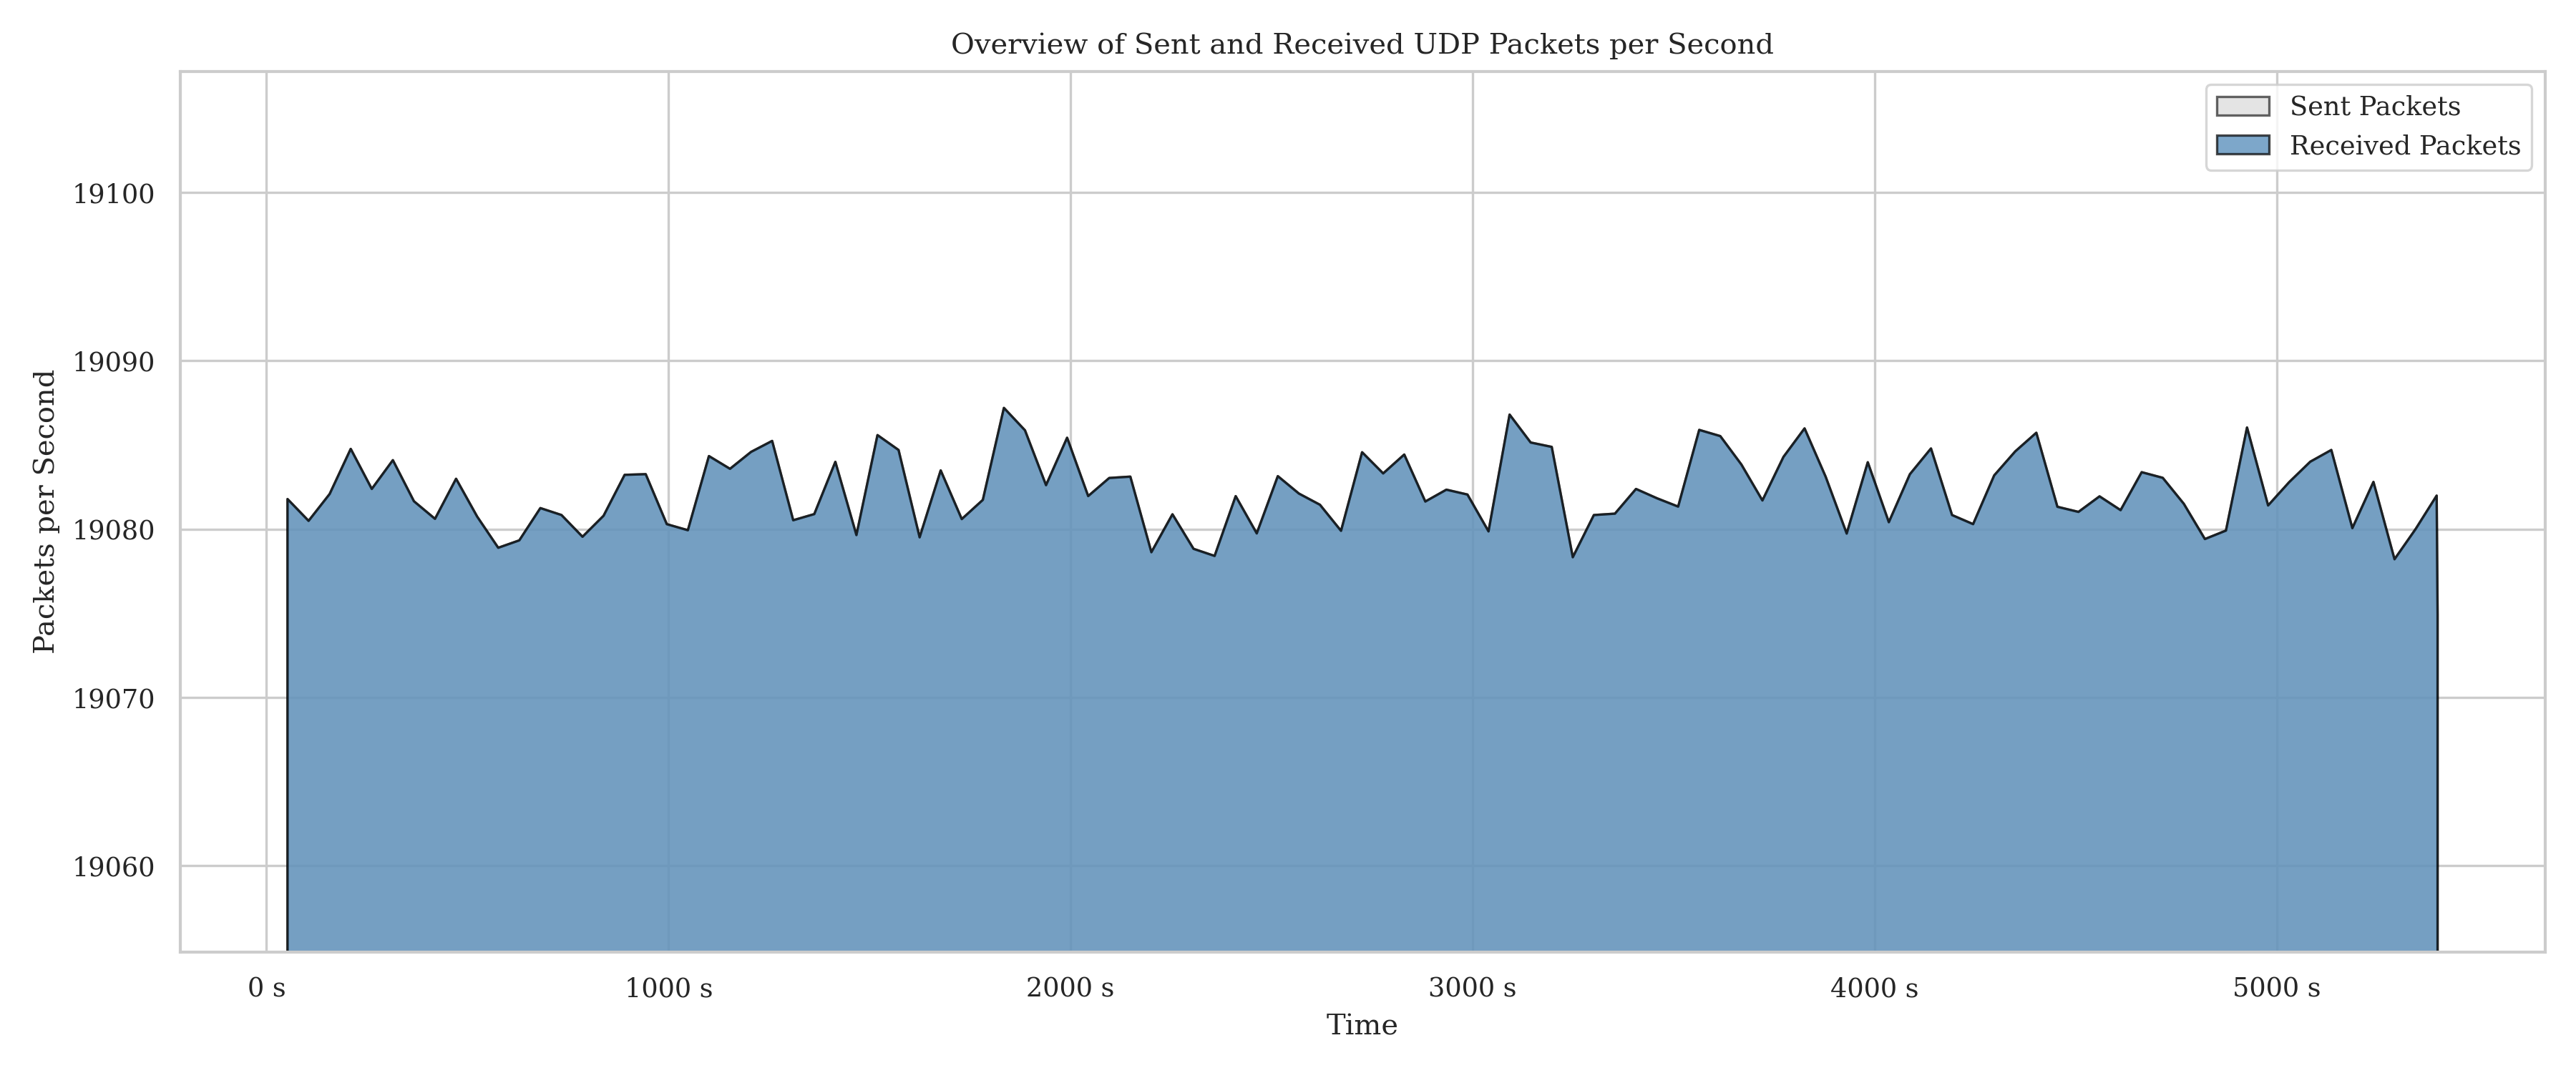 Overview of Sent and Received UDP Packets per Second
Sent Packets
Received Packets
Packets per Second
19100
19090
19080
19070
19060
0 s
1000 s
2000 s
3000 s
4000 s
5000 s
Time